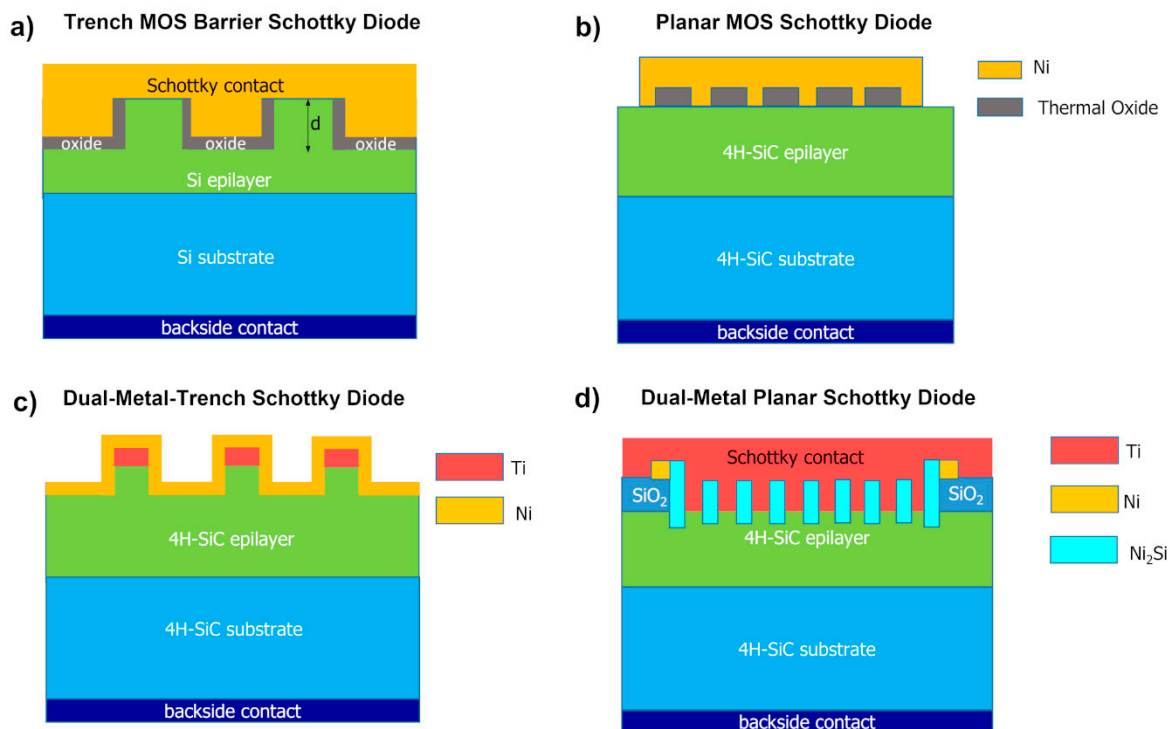 a)
Trench MOS Barrier Schottky Diode
Schottky contact
d
oxide
oxide
oxide
Si epilayer
Si substrate
backside contact
b)
Planar MOS Schottky Diode
Ni
Thermal Oxide
4H-SiC epilayer
4H-SiC substrate
backside contact
c)
Dual-Metal-Trench Schottky Diode
Ti
Ni
4H-SiC epilayer
4H-SiC substrate
backside contact
d)
Dual-Metal Planar Schottky Diode
Schottky contact
SiO₂
SiO₂
4H-SiC epilayer
4H-SiC substrate
backside contact
Ti
Ni
Ni₂Si